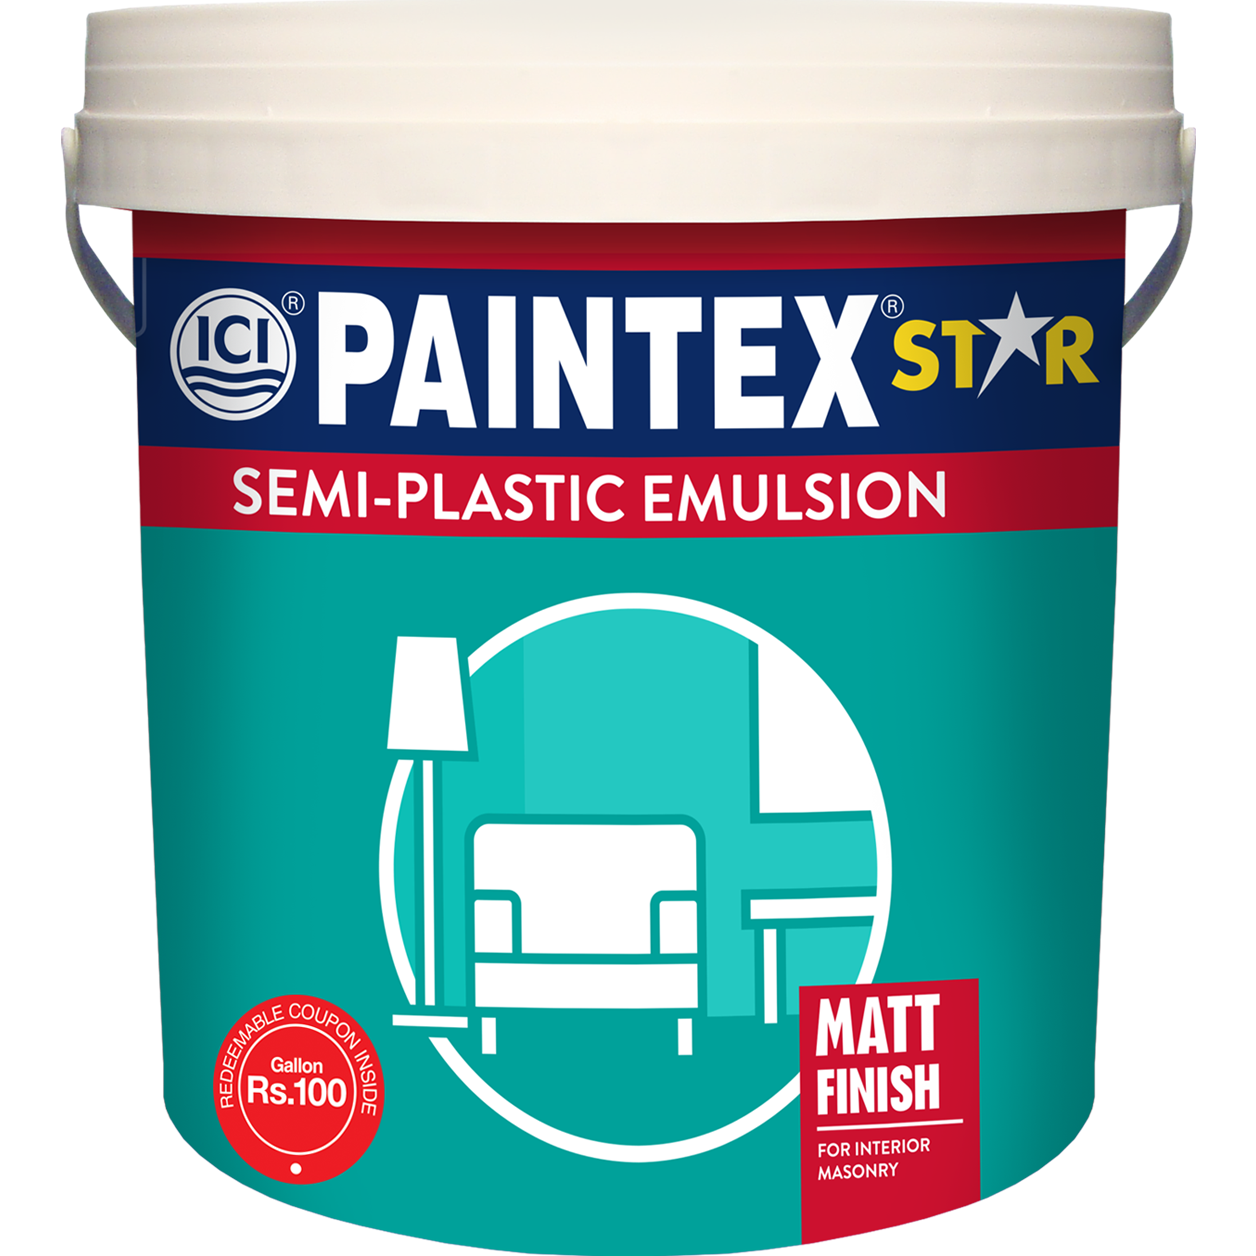 ICI® PAINTEX® STAR
SEMI-PLASTIC EMULSION
REDEEMABLE COUPON INSIDE
Gallon
Rs.100
MATT
FINISH
FOR INTERIOR
MASONRY